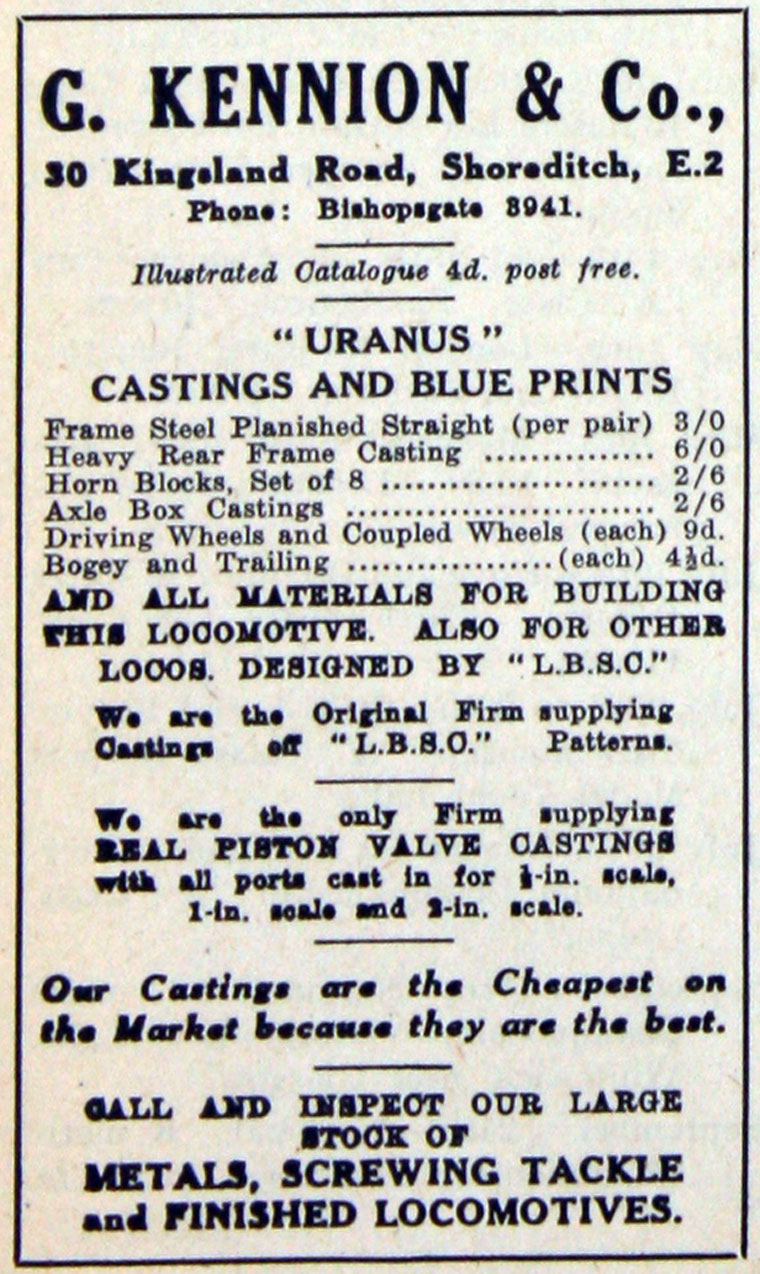 G. KENNION & Co.,
30 Kingsland Road, Shoreditch, E.2
Phone: Bishopsgate 8941.
Illustrated Catalogue 4d. post free.
" URANUS "
CASTINGS AND BLUE PRINTS
Frame Steel Planished Straight (per pair) 3/0
Heavy Rear Frame Casting ............... 6/0
Horn Blocks, Set of 8 ........................ 2/6
Axle Box Castings ........................... 2/6
Driving Wheels and Coupled Wheels (each) 9d.
Bogey and Trailing ..................(each) 4½d.
AND ALL MATERIALS FOR BUILDING
THIS LOCOMOTIVE. ALSO FOR OTHER
LOCOS. DESIGNED BY "L.B.S.C."
We are the Original Firm supplying
Castings off "L.B.S.C." Patterns.
We are the only Firm supplying
REAL PISTON VALVE CASTINGS
with all ports cast in for ½-in. scale,
1-in. scale and 2-in. scale.
Our Castings are the Cheapest on
the Market because they are the best.
CALL AND INSPECT OUR LARGE
STOCK OF
METALS, SCREWING TACKLE
and FINISHED LOCOMOTIVES.